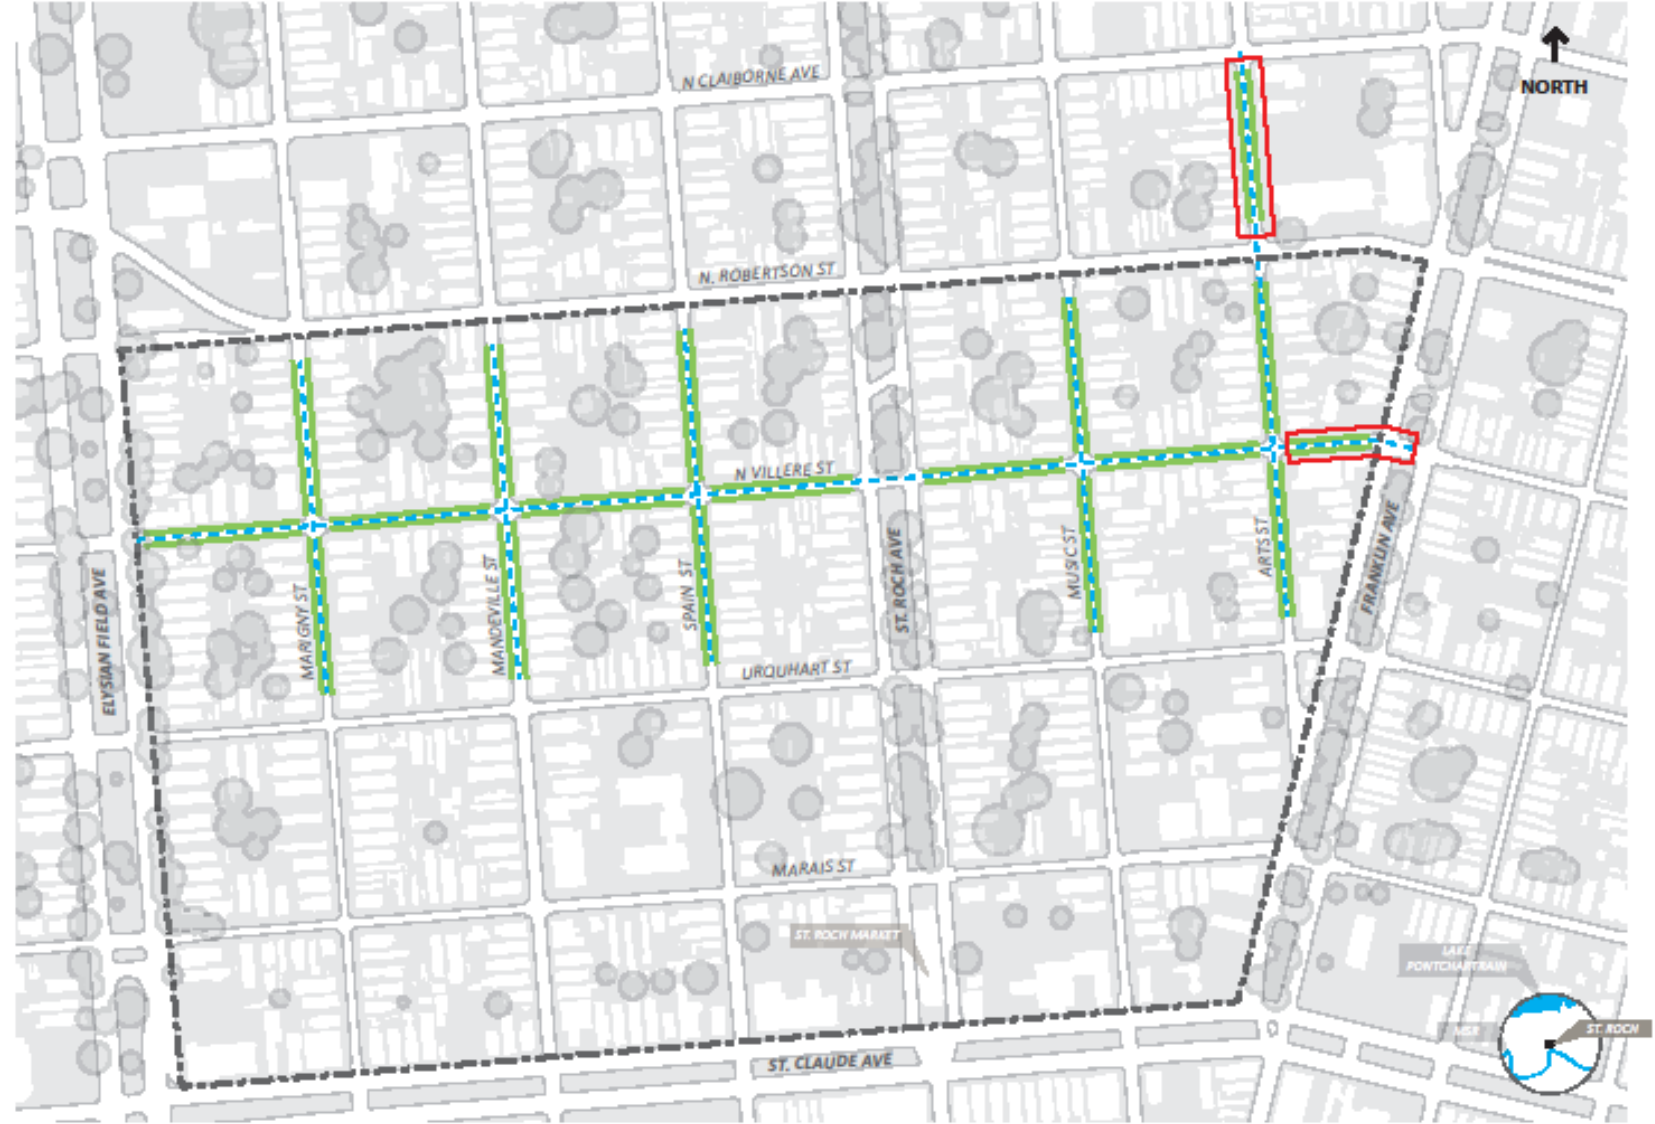 N CLAIBORNE AVE
NORTH
N. ROBERTSON ST
N VILLERE ST
MARIGNY ST
MANDEVILLE ST
SPAIN ST
ST. ROCH AVE
MUSIC ST
ARTS ST
FRANKLIN AVE
ELYSIAN FIELD AVE
URQUHART ST
MARAIS ST
ST. ROCH MARKET
LAKE
PONTCHARTRAIN
MSR
ST. ROCH
ST. CLAUDE AVE